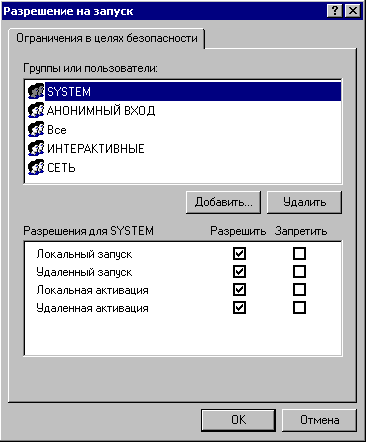 Разрешение на запуск
Ограничения в целях безопасности
Группы или пользователи:
SYSTEM
АНОНИМНЫЙ ВХОД
Все
ИНТЕРАКТИВНЫЕ
СЕТЬ
Добавить... Удалить
Разрешения для SYSTEM Разрешить Запретить
Локальный запуск
Удаленный запуск
Локальная активация
Удаленная активация
OK Отмена